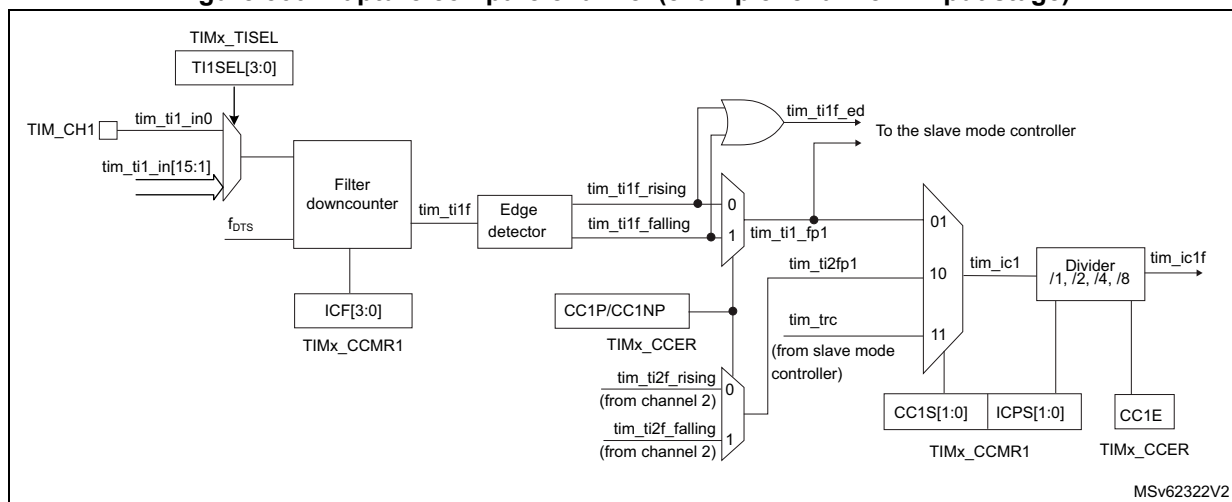 TIMx_TISEL
TI1SEL[3:0]
TIM_CH1
tim_ti1_in0
tim_ti1_in[15:1]
fDTS
Filter
downcounter
ICF[3:0]
TIMx_CCMR1
tim_ti1f
Edge
detector
tim_ti1f_rising
tim_ti1f_falling
0
1
tim_ti1f_ed
To the slave mode controller
tim_ti1_fp1
tim_ti2fp1
CC1P/CC1NP
TIMx_CCER
tim_ti2f_rising
(from channel 2)
tim_ti2f_falling
(from channel 2)
0
1
tim_trc
(from slave mode
controller)
01
10
11
tim_ic1
Divider
/1, /2, /4, /8
tim_ic1f
CC1S[1:0]
ICPS[1:0]
TIMx_CCMR1
CC1E
TIMx_CCER
MSv62322V2